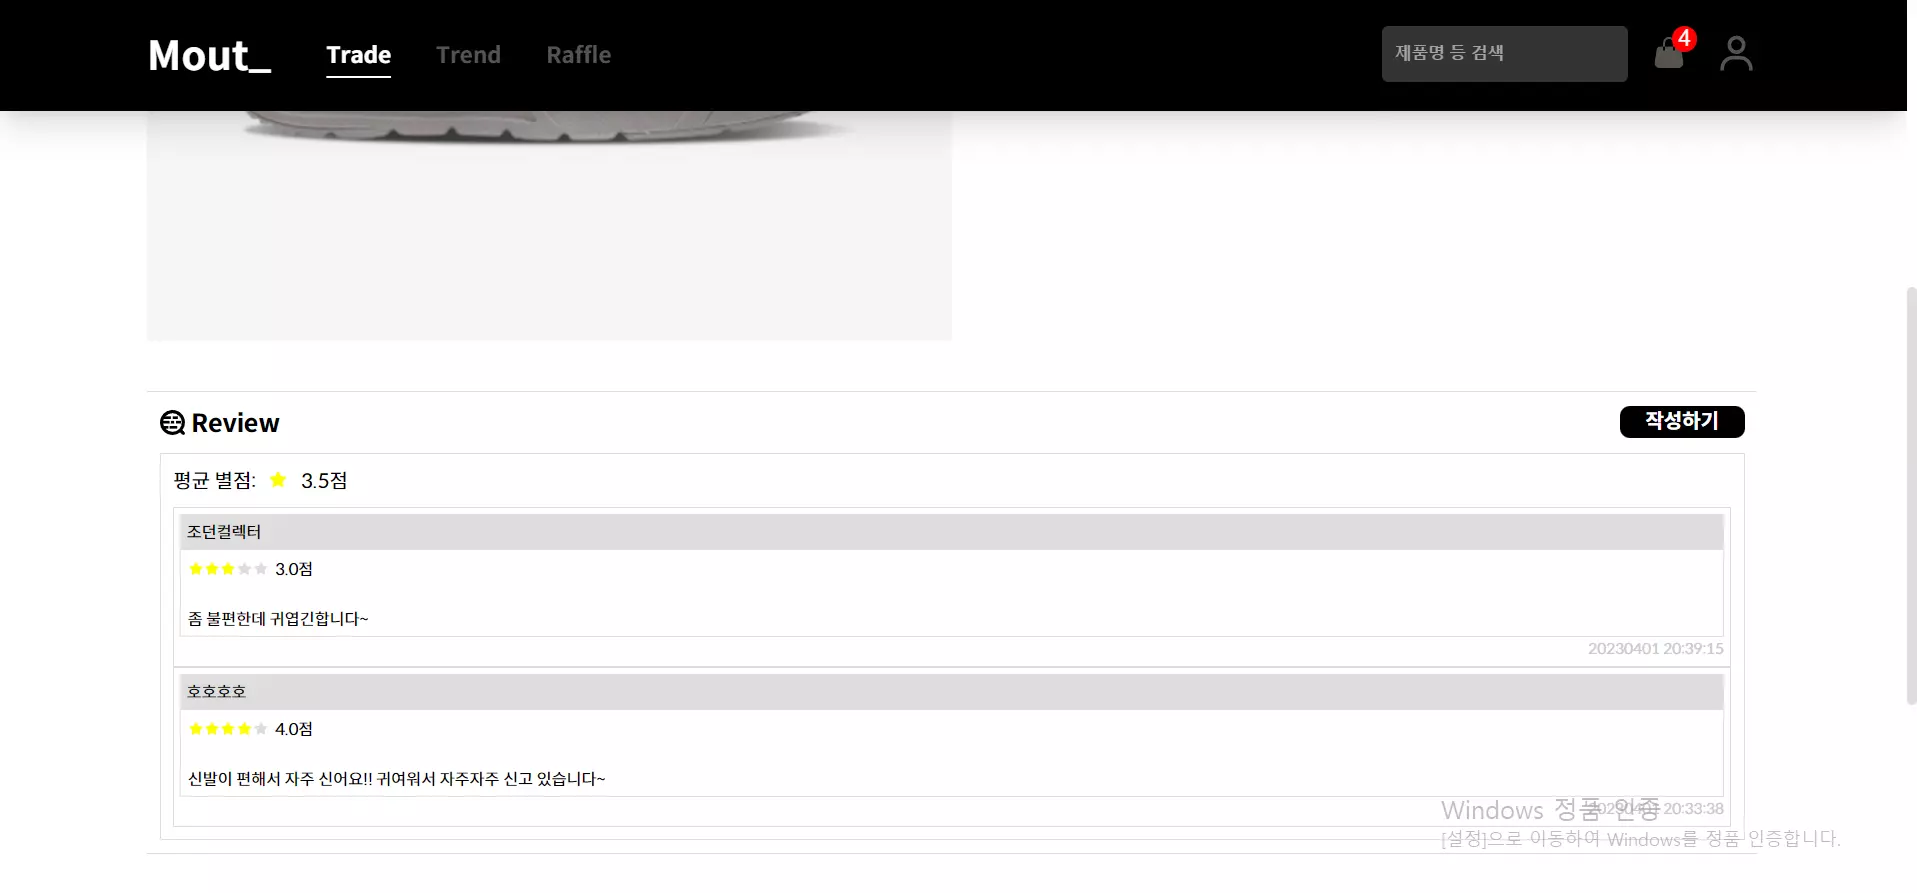 Mout_ Trade Trend Raffle 제품명 등 검색 4
Review 작성하기
평균 별점: 3.5점
조던컬렉터
3.0점
좀 불편한데 귀엽긴합니다~
20230401 20:39:15
호호호호
4.0점
신발이 편해서 자주 신어요!! 귀여워서 자주자주 신고 있습니다~
20230401 20:33:38
Windows 정품 인증
[설정]으로 이동하여 Windows를 정품 인증합니다.